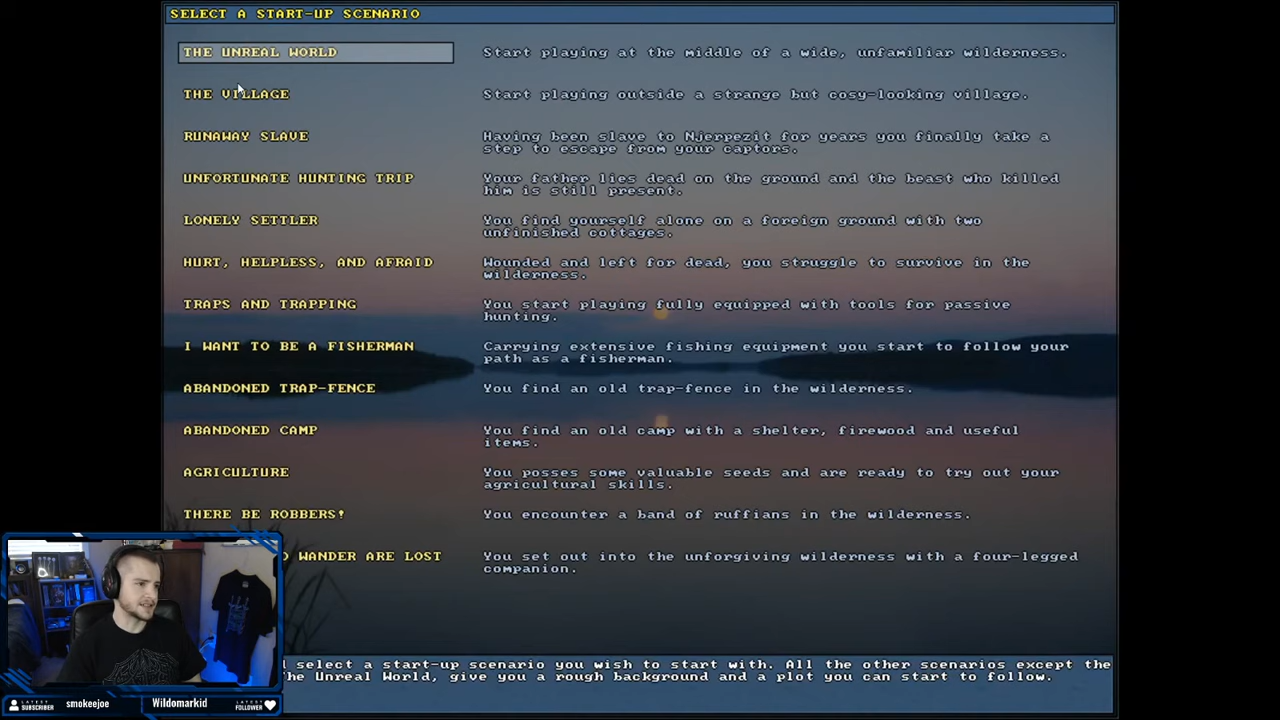 SELECT A START-UP SCENARIO
THE UNREAL WORLD
Start playing at the middle of a wide, unfamiliar wilderness.
THE VILLAGE
Start playing outside a strange but cosy-looking village.
RUNAWAY SLAVE
Having been slave to Njerpezit for years you finally take a
step to escape from your captors.
UNFORTUNATE HUNTING TRIP
Your father lies dead on the ground and the beast who killed
him is still present.
LONELY SETTLER
You find yourself alone on a foreign ground with two
unfinished cottages.
HURT, HELPLESS, AND AFRAID
Wounded and left for dead, you struggle to survive in the
wilderness.
TRAPS AND TRAPPING
You start playing fully equipped with tools for passive
hunting.
I WANT TO BE A FISHERMAN
Carrying extensive fishing equipment you start to follow your
path as a fisherman.
ABANDONED TRAP-FENCE
You find an old trap-fence in the wilderness.
ABANDONED CAMP
You find an old camp with a shelter, firewood and useful
items.
AGRICULTURE
You posses some valuable seeds and are ready to try out your
agricultural skills.
THERE BE ROBBERS!
You encounter a band of ruffians in the wilderness.
WANDER ARE LOST
You set out into the unforgiving wilderness with a four-legged
companion.
select a start-up scenario you wish to start with. All the other scenarios except the
The Unreal World, give you a rough background and a plot you can start to follow.
LATEST
SUBSCRIBER
smokeejoe
Wildomarkid
LATEST
FOLLOWER